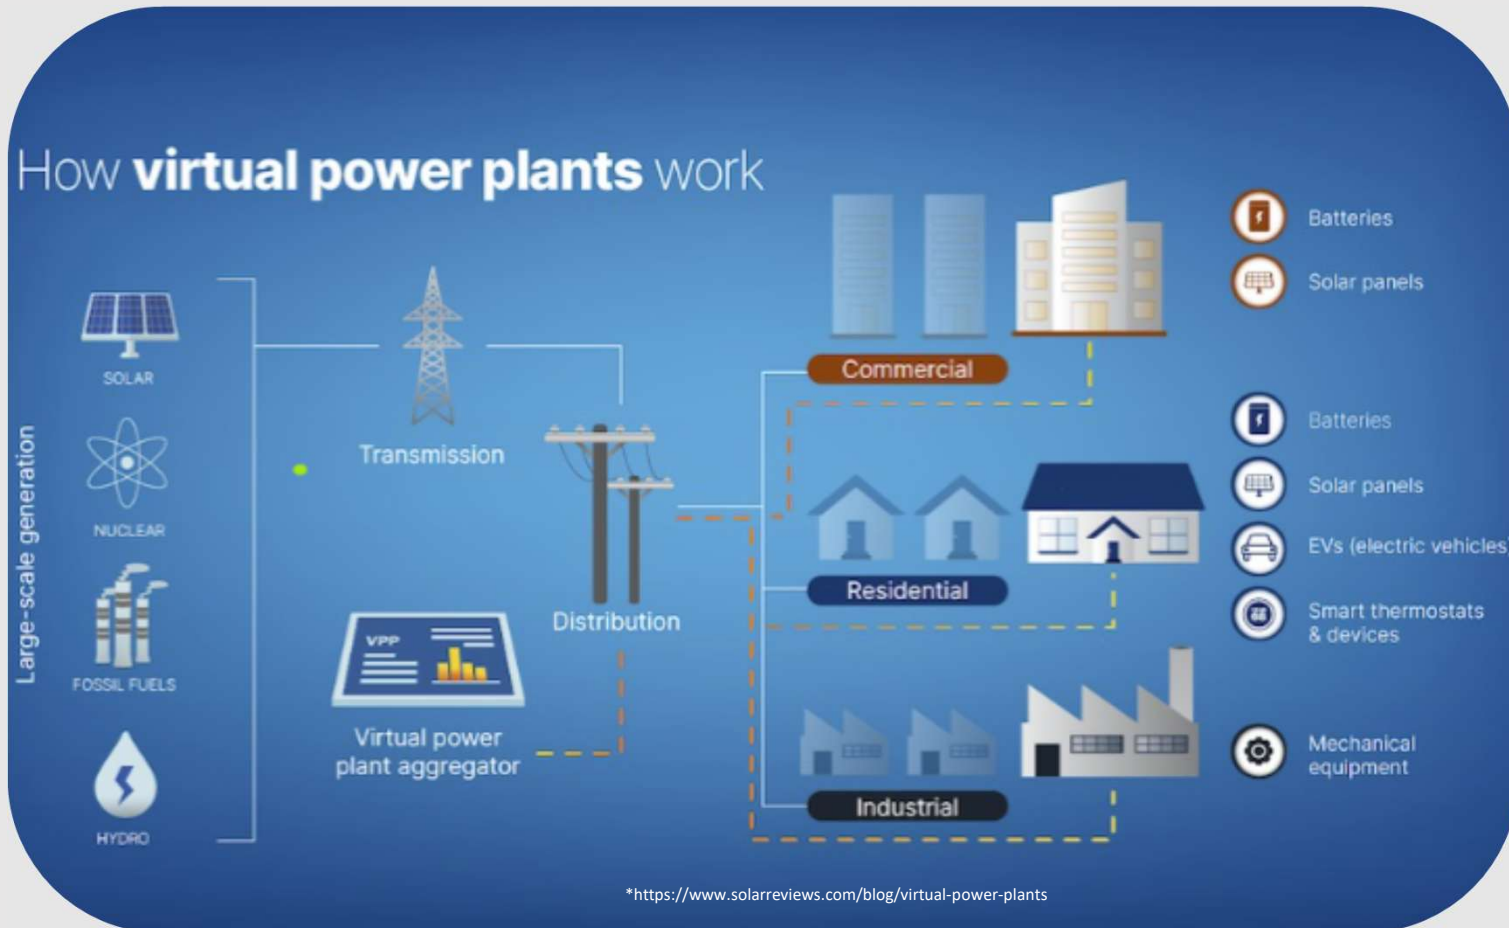 How virtual power plants work
Large-scale generation
SOLAR
NUCLEAR
FOSSIL FUELS
HYDRO
Transmission
Distribution
VPP
Virtual power
plant aggregator
Commercial
Batteries
Solar panels
Residential
Batteries
Solar panels
EVs (electric vehicles)
Smart thermostats
& devices
Industrial
Mechanical
equipment
*https://www.solarreviews.com/blog/virtual-power-plants